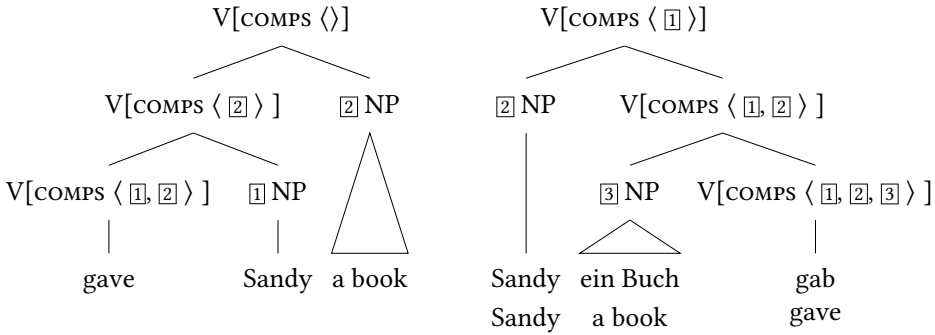 V[COMPS ⟨⟩] V[COMPS ⟨ 1 ⟩]
V[COMPS ⟨ 2 ⟩ ] 2 NP 2 NP V[COMPS ⟨ 1, 2 ⟩ ]
V[COMPS ⟨ 1, 2 ⟩ ] 1 NP 3 NP V[COMPS ⟨ 1, 2, 3 ⟩ ]
gave Sandy a book Sandy ein Buch gab
Sandy a book gave